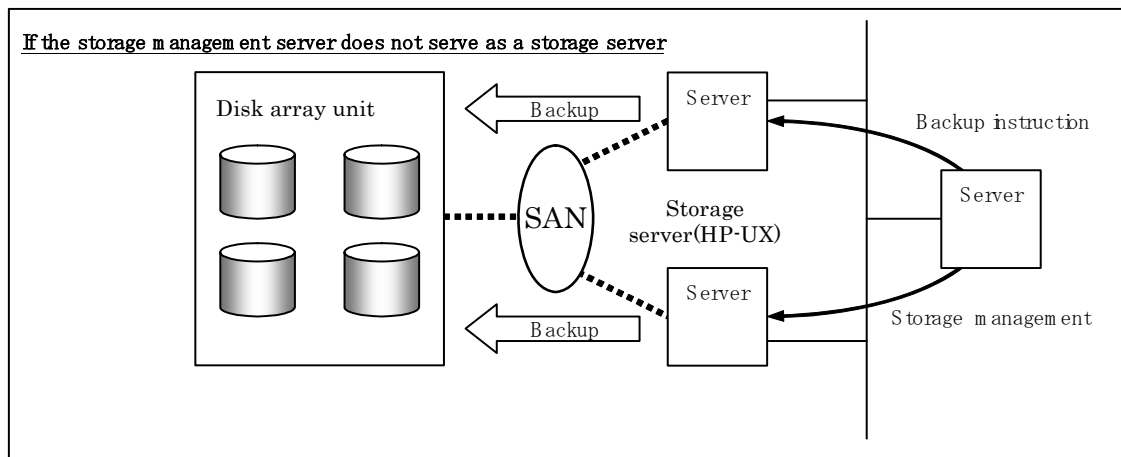 If the storage management server does not serve as a storage server
Disk array unit
Backup
Server
Backup instruction
Server
SAN
Storage
server(HP-UX)
Server
Backup
Storage management